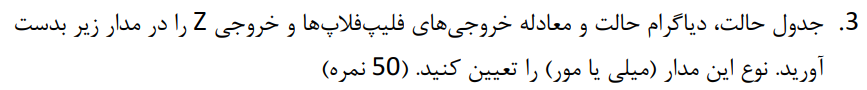 3. جدول حالت، دیاگرام حالت و معادله خروجی‌های فلیپ‌فلاپ‌ها و خروجی Z را در مدار زیر بدست
آورید. نوع این مدار (میلی یا مور) را تعیین کنید. (50 نمره)